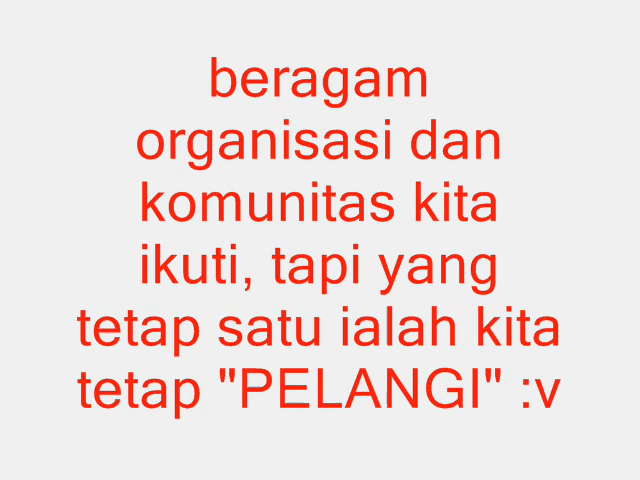 beragam
organisasi dan
komunitas kita
ikuti, tapi yang
tetap satu ialah kita
tetap "PELANGI" :v